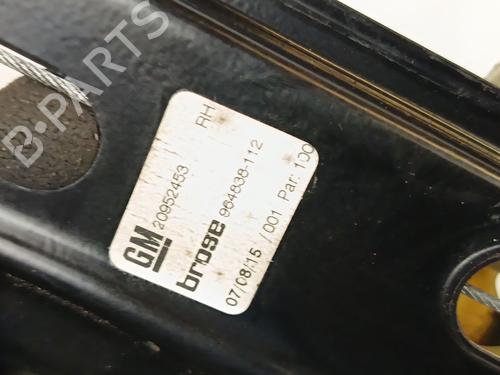 B-PARTS
GM 20952453 RH
brose 964838-112
07/08/15 /001 Par: 100